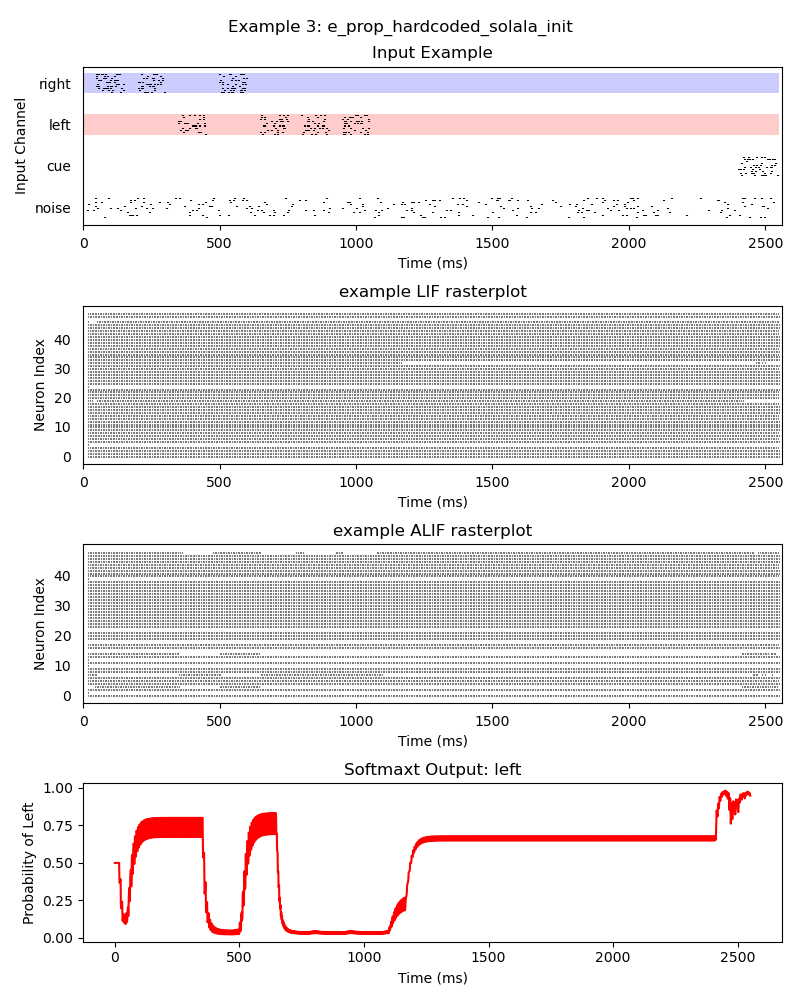 Example 3: e_prop_hardcoded_solala_init
Input Example
Input Channel
right
left
cue
noise
0 500 1000 1500 2000 2500
Time (ms)
example LIF rasterplot
Neuron Index
40
30
20
10
0
0 500 1000 1500 2000 2500
Time (ms)
example ALIF rasterplot
Neuron Index
40
30
20
10
0
0 500 1000 1500 2000 2500
Time (ms)
Softmaxt Output: left
Probability of Left
1.00
0.75
0.50
0.25
0.00
0 500 1000 1500 2000 2500
Time (ms)